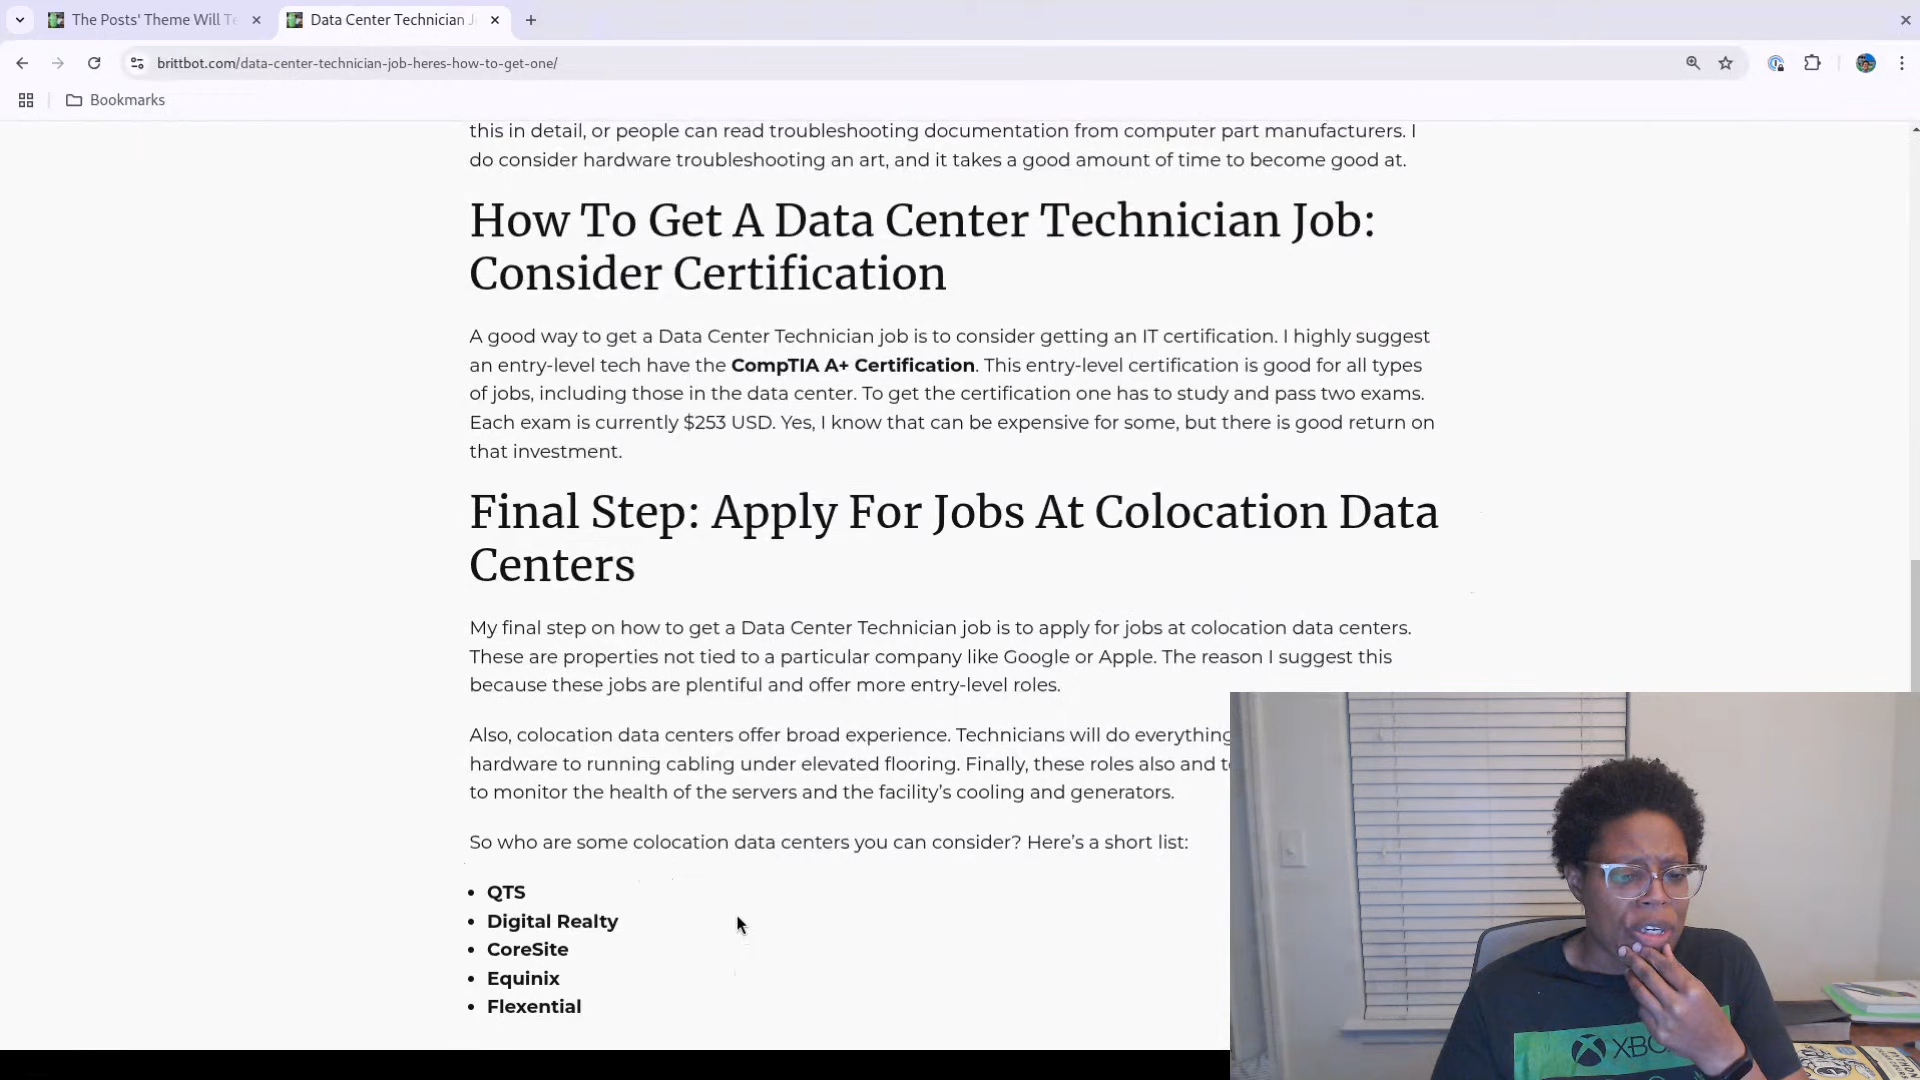 The Posts' Theme Will Te
Data Center Technician J
brittbot.com/data-center-technician-job-heres-how-to-get-one/
Bookmarks
this in detail, or people can read troubleshooting documentation from computer part manufacturers. I
do consider hardware troubleshooting an art, and it takes a good amount of time to become good at.
How To Get A Data Center Technician Job:
Consider Certification
A good way to get a Data Center Technician job is to consider getting an IT certification. I highly suggest
an entry-level tech have the CompTIA A+ Certification. This entry-level certification is good for all types
of jobs, including those in the data center. To get the certification one has to study and pass two exams.
Each exam is currently $253 USD. Yes, I know that can be expensive for some, but there is good return on
that investment.
Final Step: Apply For Jobs At Colocation Data
Centers
My final step on how to get a Data Center Technician job is to apply for jobs at colocation data centers.
These are properties not tied to a particular company like Google or Apple. The reason I suggest this
because these jobs are plentiful and offer more entry-level roles.
Also, colocation data centers offer broad experience. Technicians will do everything
hardware to running cabling under elevated flooring. Finally, these roles also and t
to monitor the health of the servers and the facility's cooling and generators.
So who are some colocation data centers you can consider? Here's a short list:
• QTS
• Digital Realty
• CoreSite
• Equinix
• Flexential
XBO